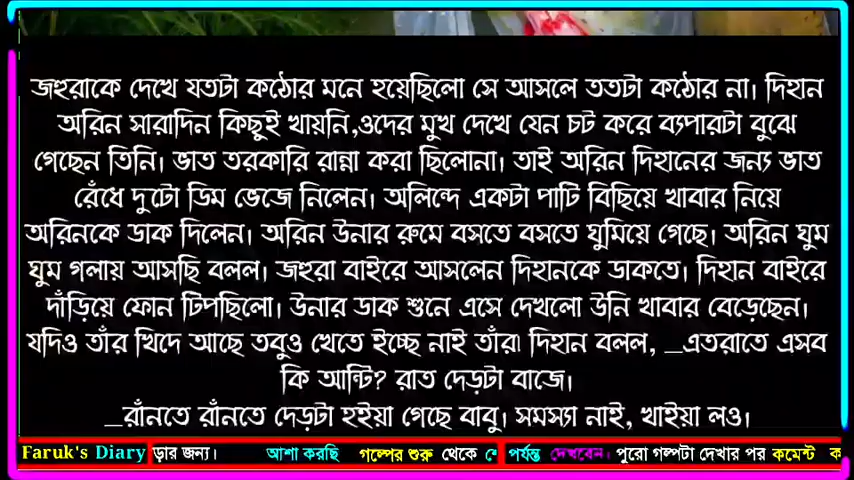 জহুরাকে দেখে যতটা কঠোর মনে হয়েছিলো সে আসলে ততটা কঠোর না। দিহান
অরিন সারাদিন কিছুই খায়নি,ওদের মুখ দেখে যেন চট করে ব্যপারটা বুঝে
গেছেন তিনি। ভাত তরকারি রান্না করা ছিলোনা। তাই অরিন দিহানের জন্য ভাত
রেঁধে দুটো ডিম ভেজে নিলেন। অলিন্দে একটা পাটি বিছিয়ে খাবার নিয়ে
অরিনকে ডাক দিলেন। অরিন উনার রুমে বসতে বসতে ঘুমিয়ে গেছে। অরিন ঘুম
ঘুম গলায় আসছি বলল। জহুরা বাইরে আসলেন দিহানকে ডাকতে। দিহান বাইরে
দাঁড়িয়ে ফোন টিপছিলো। উনার ডাক শুনে এসে দেখলো উনি খাবার বেড়েছেন।
যদিও তাঁর খিদে আছে তবুও খেতে ইচ্ছে নাই তাঁর৷ দিহান বলল, _এতরাতে এসব
কি আন্টি? রাত দেড়টা বাজে।
_রাঁনতে রাঁনতে দেড়টা হইয়া গেছে বাবু। সমস্যা নাই, খাইয়া লও।
Faruk's Diary ড়ার জন্য। আশা করছি গল্পের শুরু থেকে পর্যন্ত দেখবেন। পুরো গল্পটা দেখার পর কমেন্ট